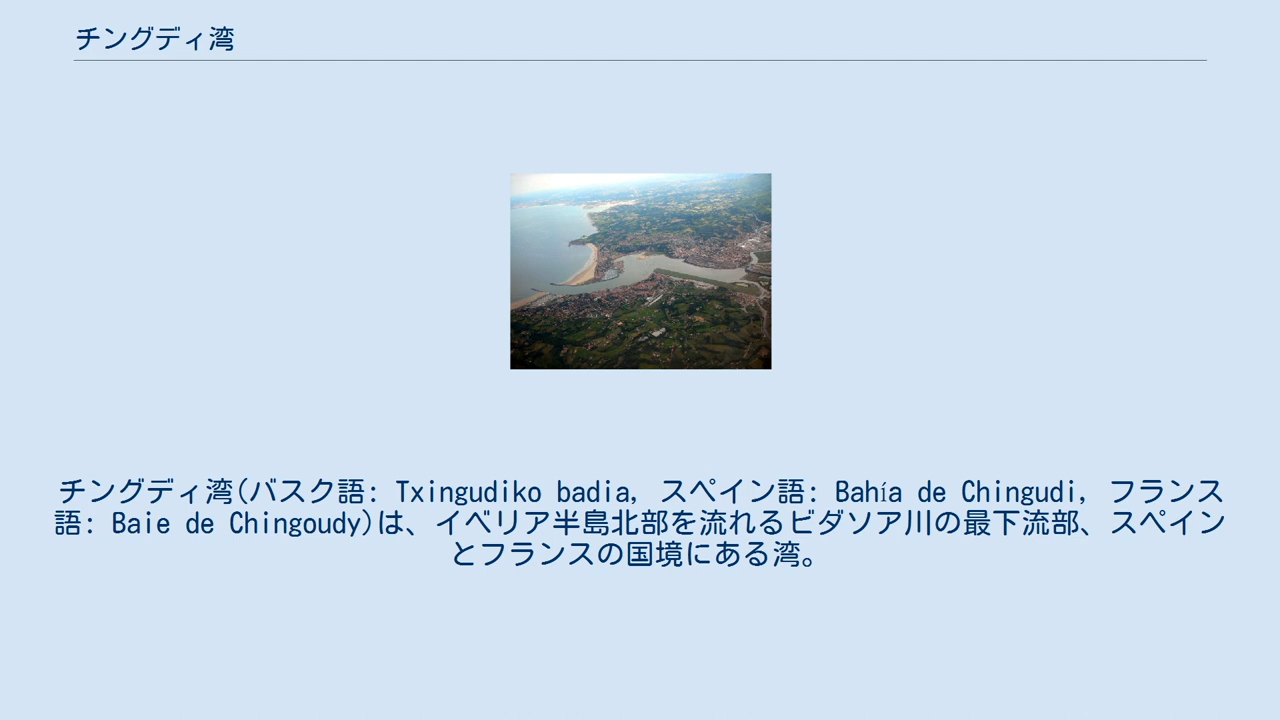 チングディ湾
チングディ湾(バスク語: Txingudiko badia, スペイン語: Bahía de Chingudi, フランス
語: Baie de Chingoudy)は、イベリア半島北部を流れるビダソア川の最下流部、スペイン
とフランスの国境にある湾。